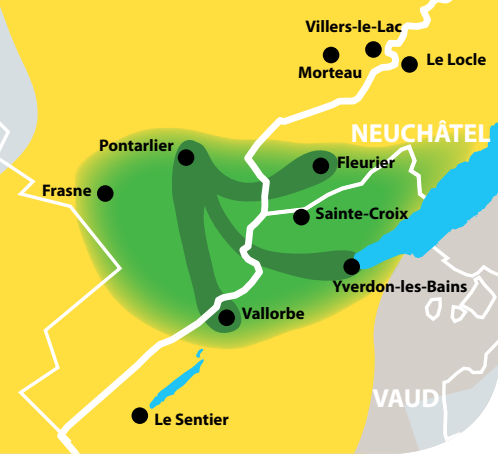 Villers-le-Lac
Morteau
Le Locle
NEUCHÂTEL
Pontarlier
Fleurier
Frasne
Sainte-Croix
Yverdon-les-Bains
Vallorbe
VAUD
Le Sentier